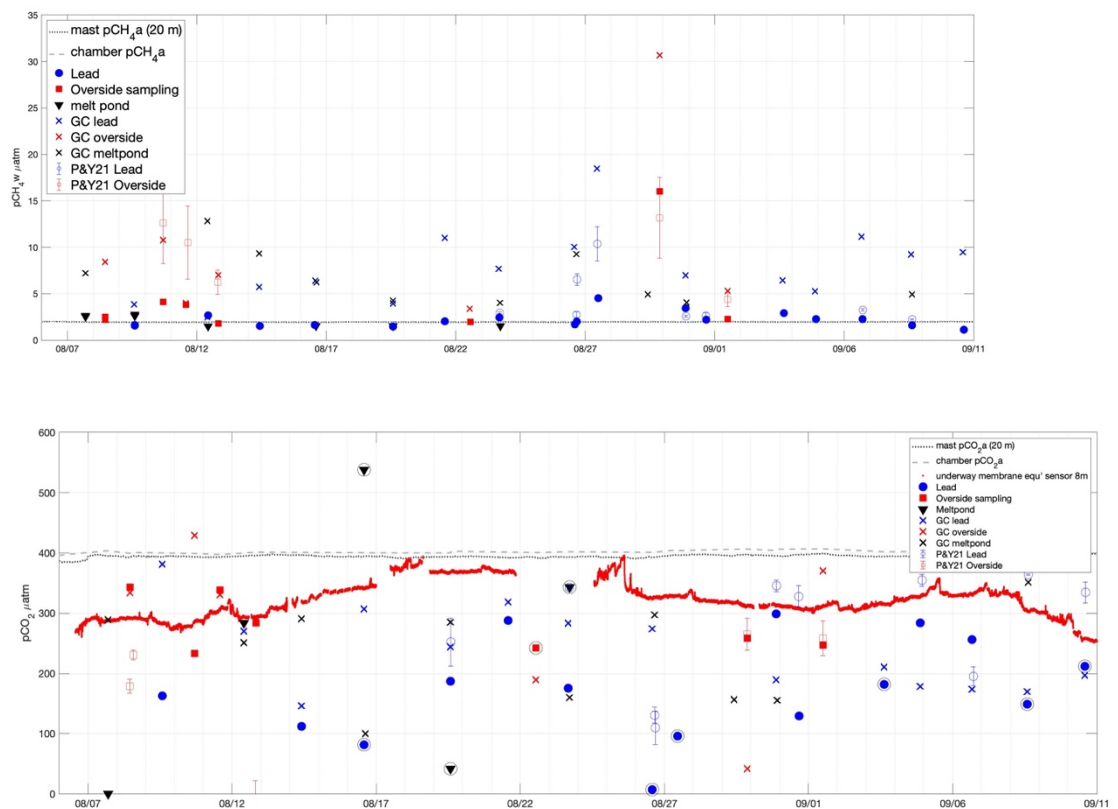 35
30
25
20
15
10
5
0
pCH4w μatm
mast pCH4a (20 m)
chamber pCH4a
Lead
Overside sampling
melt pond
GC lead
GC overside
GC meltpond
P&Y21 Lead
P&Y21 Overside
08/07 08/12 08/17 08/22 08/27 09/01 09/06 09/11
600
500
400
300
200
100
0
pCO2 μatm
mast pCO2a (20 m)
chamber pCO2a
underway membrane equ' sensor 8m
Lead
Overside sampling
Meltpond
GC lead
GC overside
GC meltpond
P&Y21 Lead
P&Y21 Overside
08/07 08/12 08/17 08/22 08/27 09/01 09/06 09/11